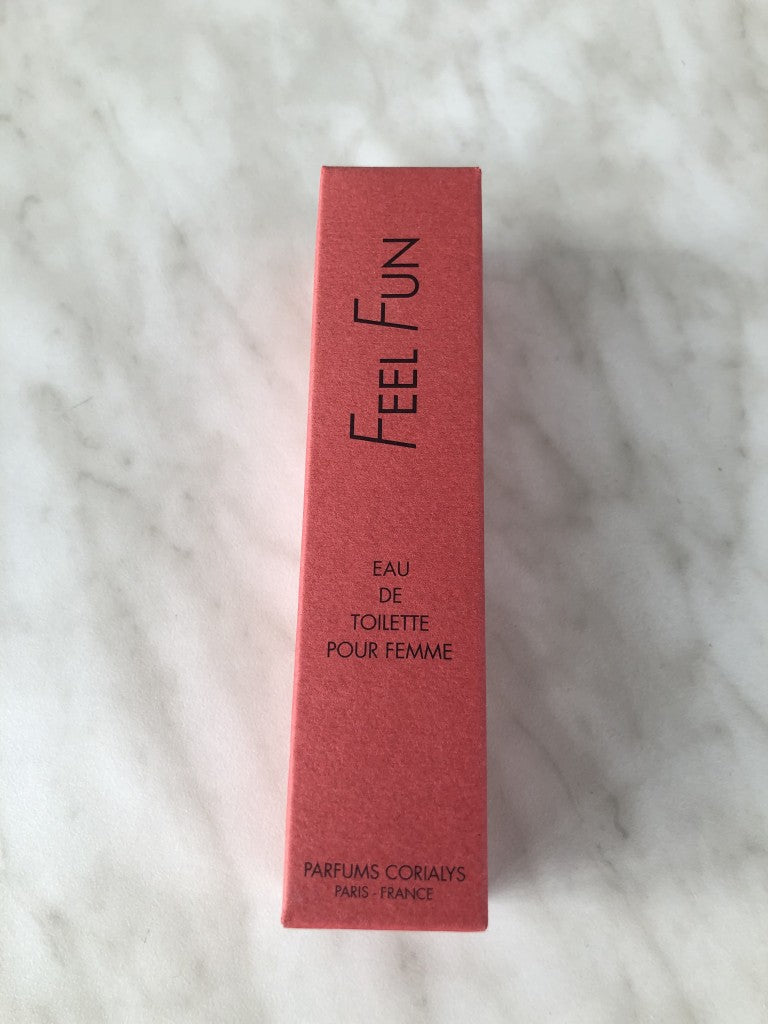 FEEL FUN
EAU
DE
TOILETTE
POUR FEMME
PARFUMS CORIALYS
PARIS - FRANCE